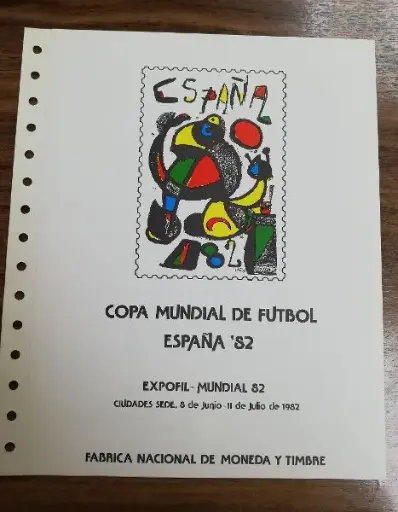 ESPAÑA
82
COPA MUNDIAL DE FUTBOL
ESPAÑA '82
EXPOFIL-MUNDIAL 82
CIUDADES SEDE, 8 de Junio-11 de Julio de 1982
FABRICA NACIONAL DE MONEDA Y TIMBRE